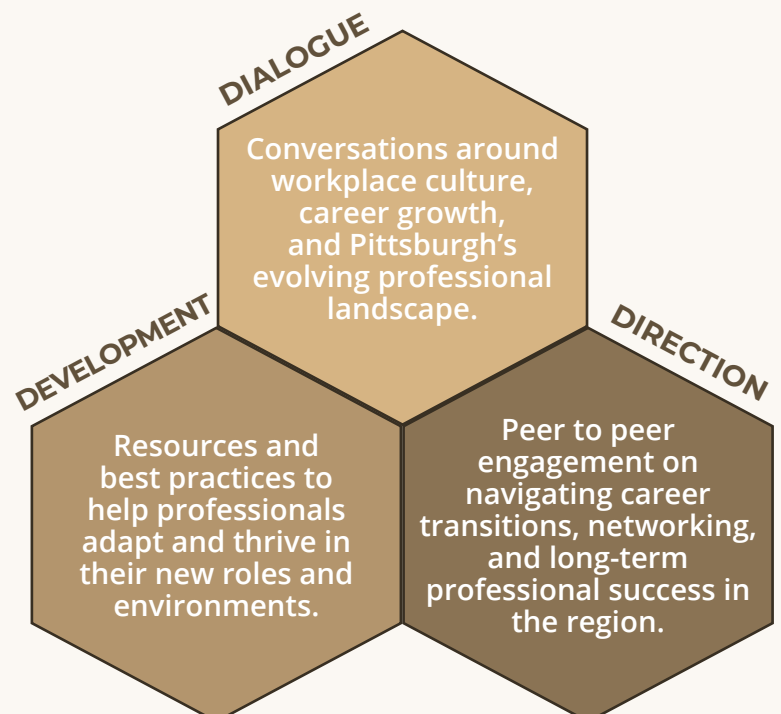 DIALOGUE
Conversations around
workplace culture,
career growth,
and Pittsburgh’s
evolving professional
landscape.
DEVELOPMENT
Resources and
best practices to
help professionals
adapt and thrive in
their new roles and
environments.
DIRECTION
Peer to peer
engagement on
navigating career
transitions, networking,
and long-term
professional success in
the region.